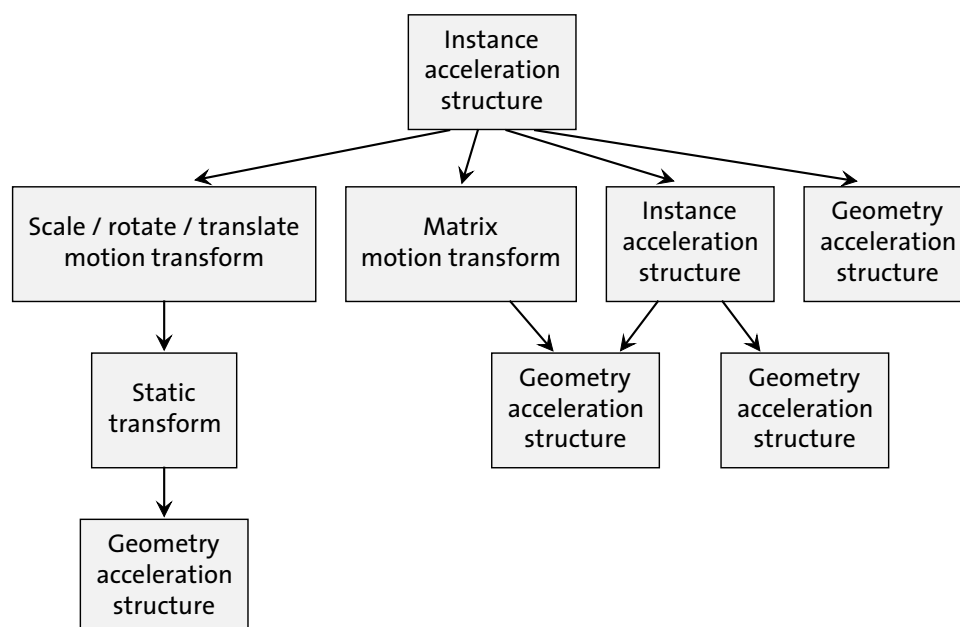 Instance
acceleration
structure
Scale / rotate / translate
motion transform
Matrix
motion transform
Instance
acceleration
structure
Geometry
acceleration
structure
Static
transform
Geometry
acceleration
structure
Geometry
acceleration
structure
Geometry
acceleration
structure